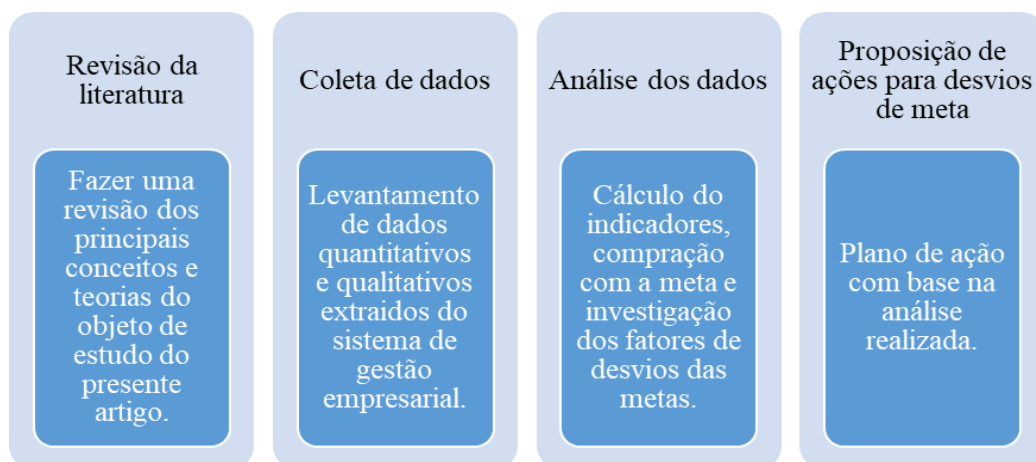 Revisão da
literatura
Fazer uma
revisão dos
principais
conceitos e
teorias do
objeto de
estudo do
presente
artigo.
Coleta de dados
Levantamento
de dados
quantitativos
e qualitativos
extraidos do
sistema de
gestão
empresarial.
Análise dos dados
Cálculo do
indicadores,
compração
com a meta e
investigação
dos fatores de
desvios das
metas.
Proposição de
ações para desvios
de meta
Plano de ação
com base na
análise
realizada.